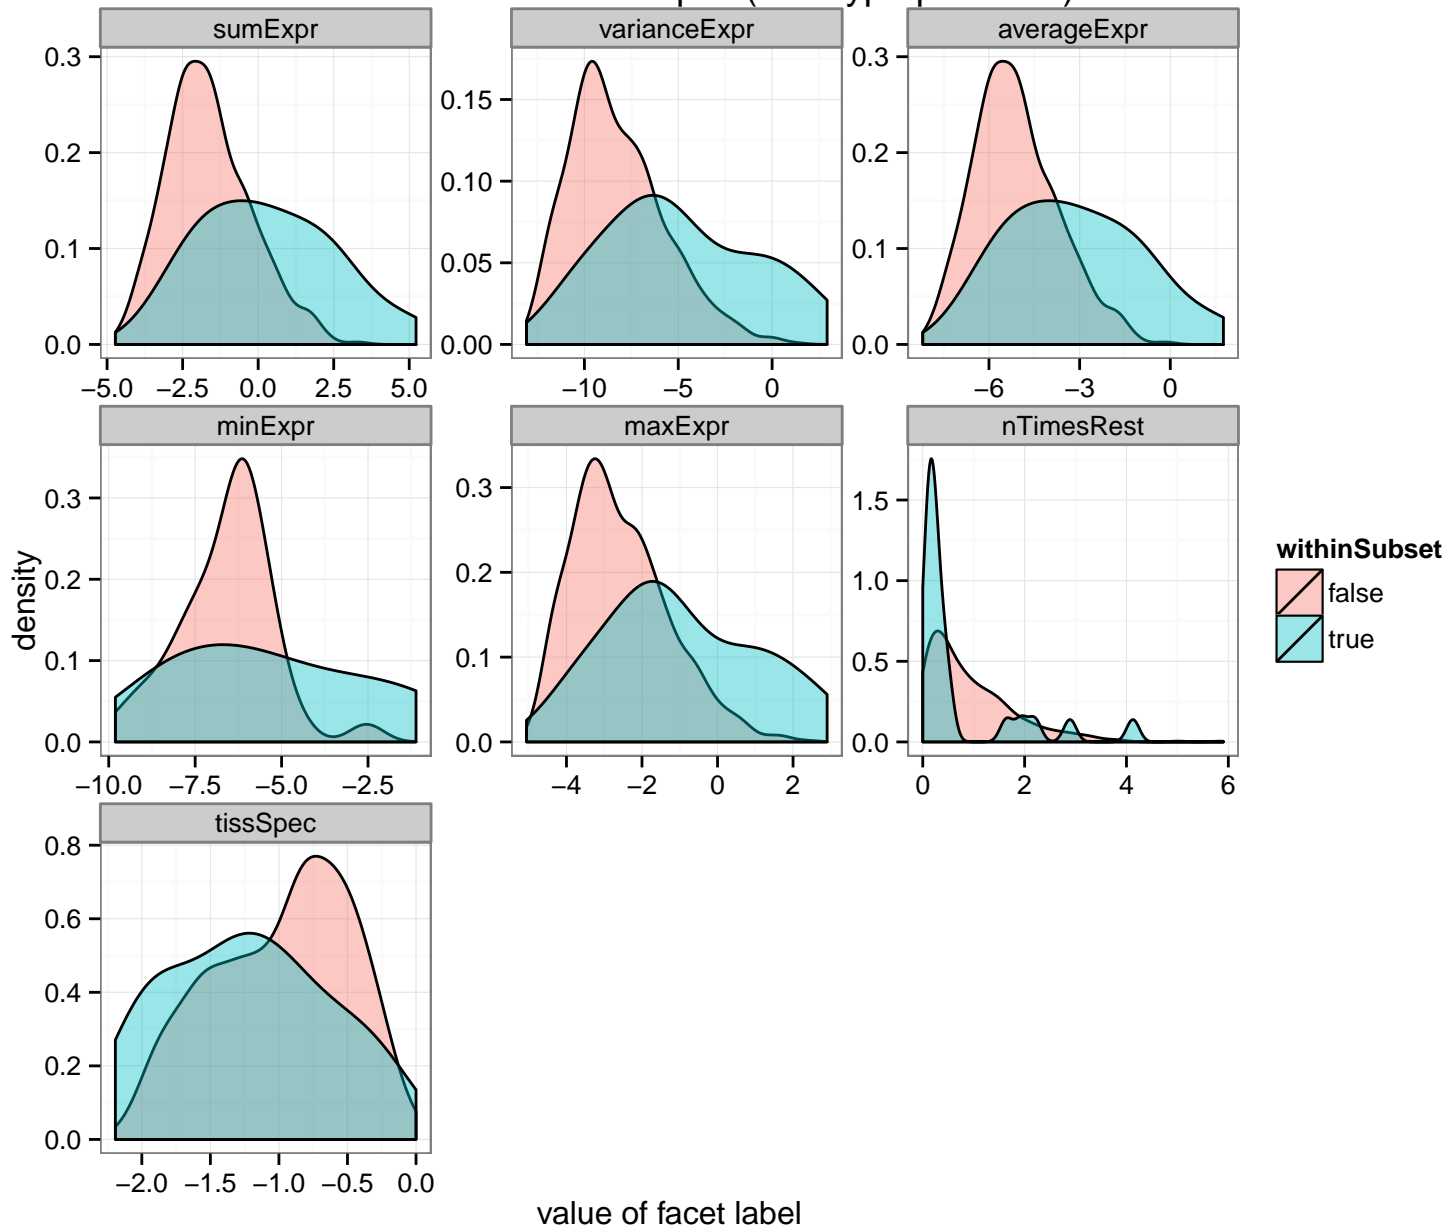 sumExpr varianceExpr averageExpr
0.3 0.2 0.1 0.0
−5.0 −2.5 0.0 2.5 5.0
0.15 0.10 0.05 0.00
−10 −5 0
0.3 0.2 0.1 0.0
−6 −3 0
minExpr maxExpr nTimesRest
0.3 0.2 0.1 0.0
−10.0 −7.5 −5.0 −2.5
0.3 0.2 0.1 0.0
−4 −2 0 2
1.5 1.0 0.5 0.0
0 2 4 6
tissSpec
0.8 0.6 0.4 0.2 0.0
−2.0 −1.5 −1.0 −0.5 0.0
density
value of facet label
withinSubset
false
true